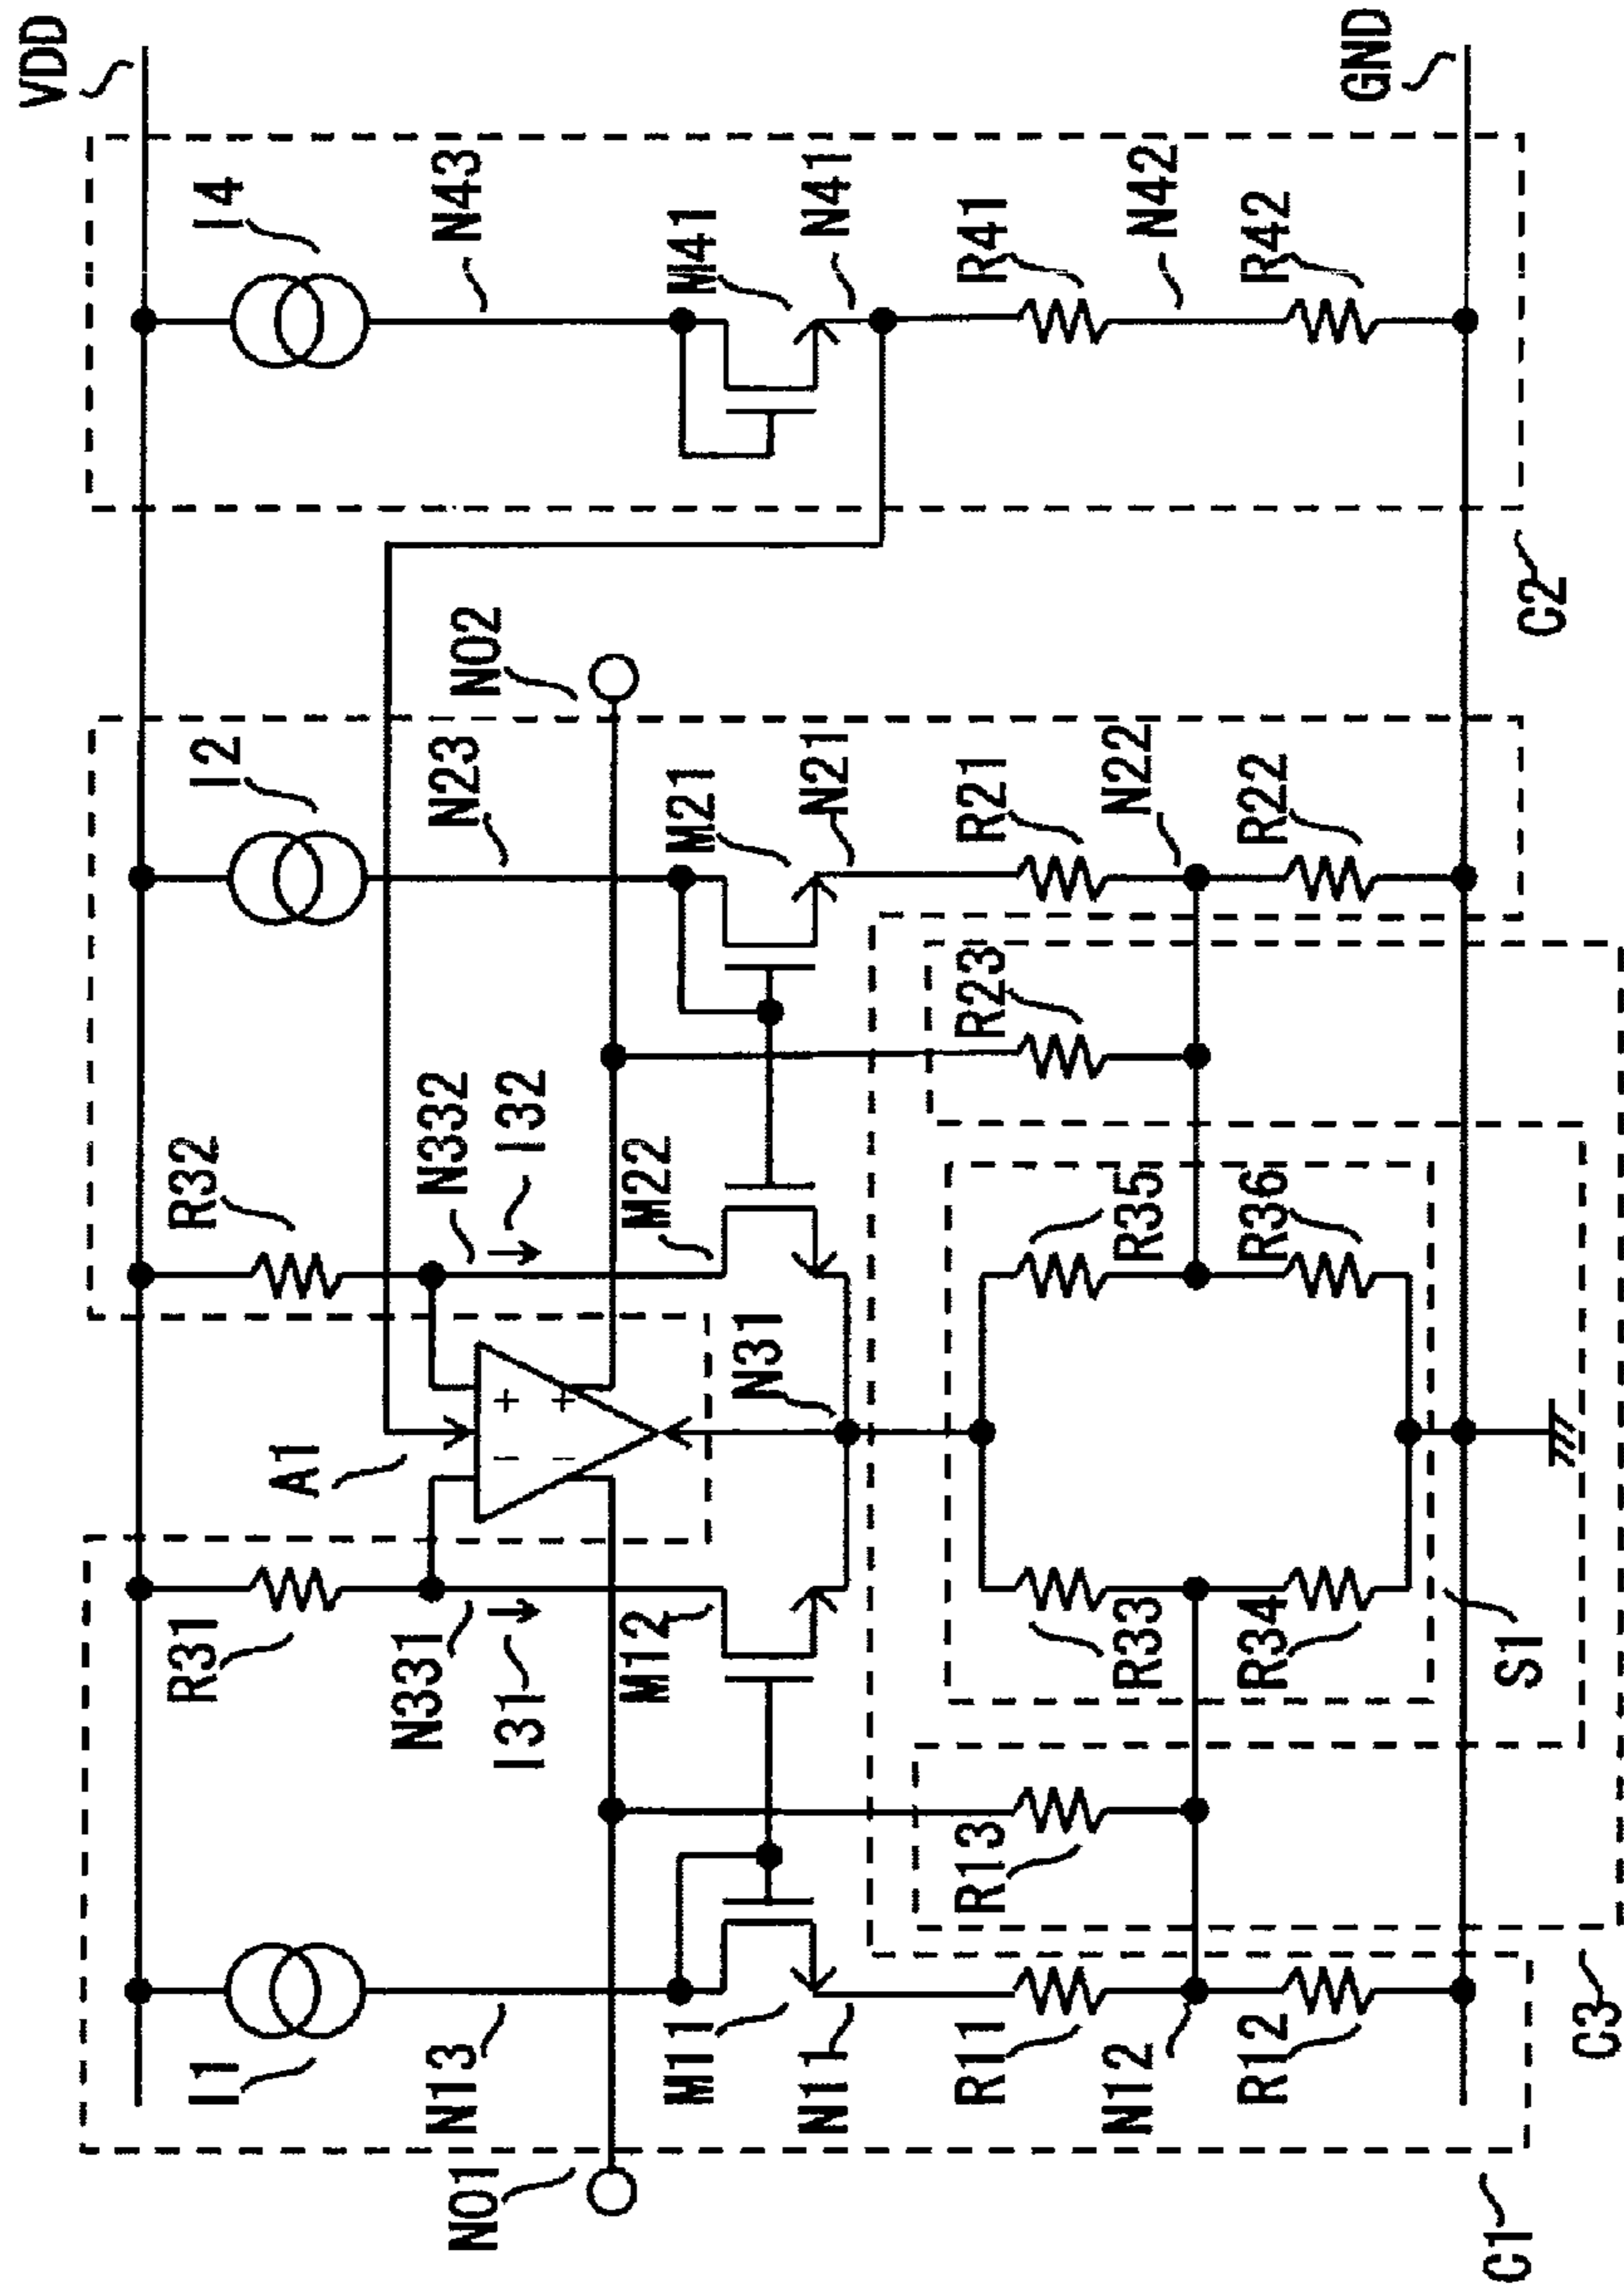 VDD
GND
I4
N43
M41
N41
R41
N42
R42
C2
NO2
I2
N23
M21
N21
R21
N22
R22
R23
R32
N332
I32
M22
R35
R36
N31
A1
+ +
- -
R31
N331
I31
M12
R33
R34
S1
R13
I1
N13
M11
N11
R11
N12
R12
C3
NO1
C1